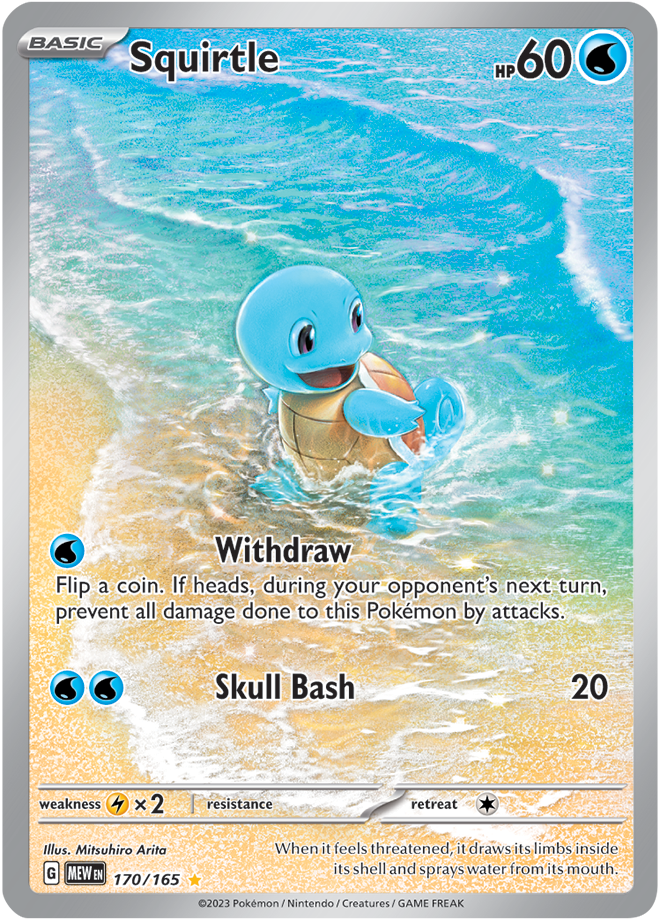 BASIC Squirtle HP60
Withdraw
Flip a coin. If heads, during your opponent’s next turn,
prevent all damage done to this Pokémon by attacks.
Skull Bash 20
weakness ×2 resistance retreat
Illus. Mitsuhiro Arita
When it feels threatened, it draws its limbs inside
its shell and sprays water from its mouth.
G MEW EN 170/165
©2023 Pokémon / Nintendo / Creatures / GAME FREAK